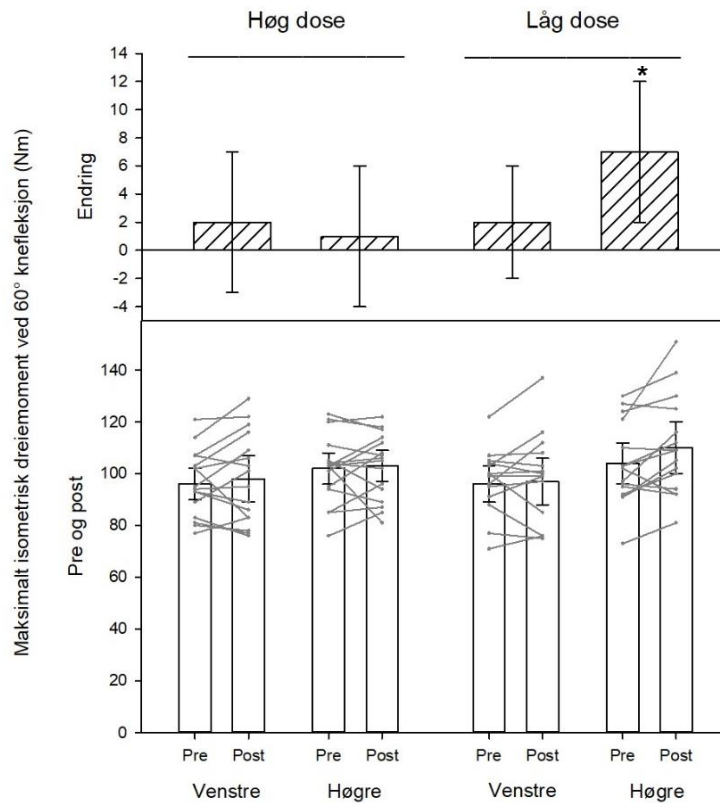 Høg dose
Låg dose
Maksimalt isometrisk dreiemoment ved 60° knefleksjon (Nm)
Endring
14
12
10
8
6
4
2
0
-2
-4
*
Pre og post
140
120
100
80
60
40
20
0
Pre Post Pre Post Pre Post Pre Post
Venstre Høgre Venstre Høgre